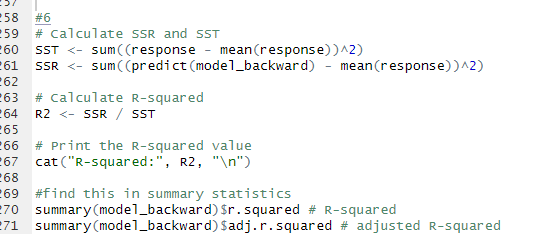 257
258 #6
259 # Calculate SSR and SST
260 SST <- sum((response - mean(response))^2)
261 SSR <- sum((predict(model_backward) - mean(response))^2)
262
263 # Calculate R-squared
264 R2 <- SSR / SST
265
266 # Print the R-squared value
267 cat("R-squared:", R2, "\n")
268
269 #find this in summary statistics
270 summary(model_backward)$r.squared # R-squared
271 summary(model_backward)$adj.r.squared # adjusted R-squared